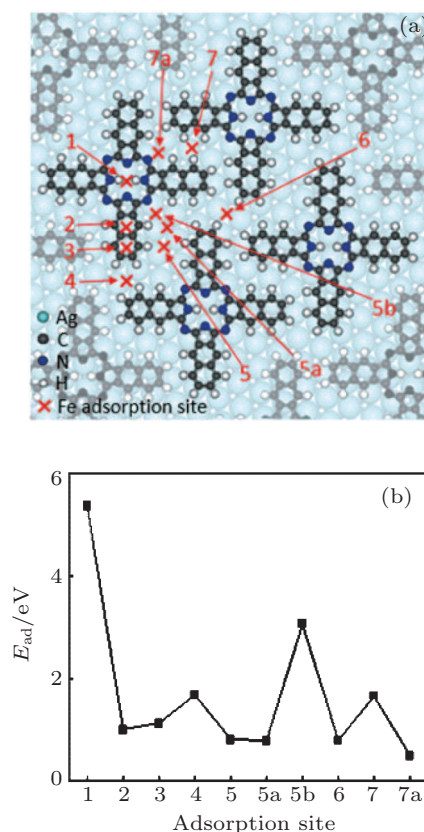 (a)
7a
7
1
6
2
3
4
5b
5a
5
Ag
C
N
H
Fe adsorption site
(b)
6
4
2
0
E_ad/eV
1 2 3 4 5 5a 5b 6 7 7a
Adsorption site